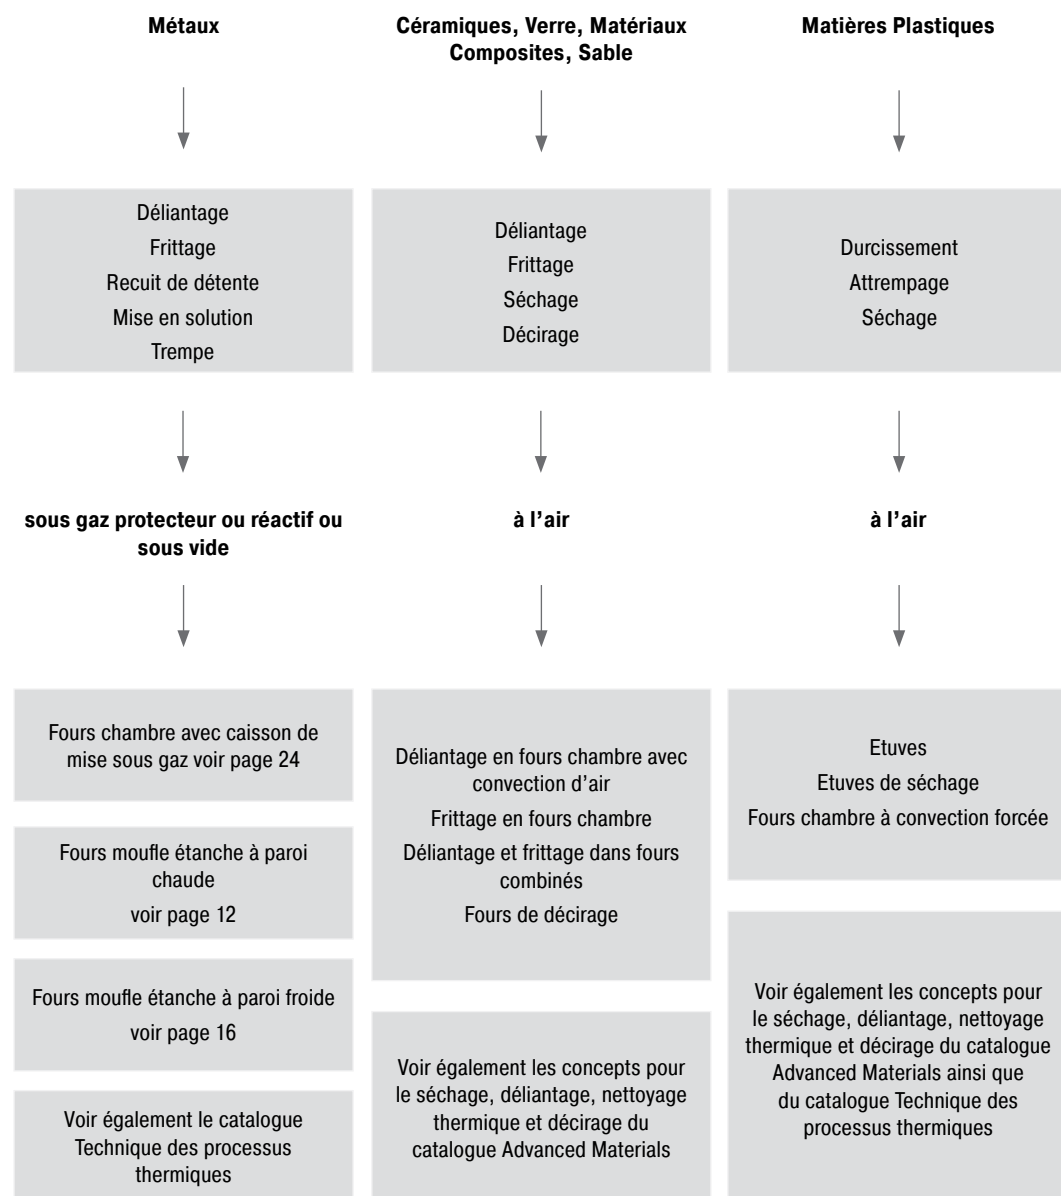 Métaux
Déliantage
Frittage
Recuit de détente
Mise en solution
Trempe
sous gaz protecteur ou réactif ou
sous vide
Fours chambre avec caisson de
mise sous gaz voir page 24
Fours moufle étanche à paroi
chaude
voir page 12
Fours moufle étanche à paroi froide
voir page 16
Voir également le catalogue
Technique des processus
thermiques
Céramiques, Verre, Matériaux
Composites, Sable
Déliantage
Frittage
Séchage
Décirage
à l’air
Déliantage en fours chambre avec
convection d’air
Frittage en fours chambre
Déliantage et frittage dans fours
combinés
Fours de décirage
Voir également les concepts pour
le séchage, déliantage, nettoyage
thermique et décirage du
catalogue Advanced Materials
Matières Plastiques
Durcissement
Attrempage
Séchage
à l’air
Etuves
Etuves de séchage
Fours chambre à convection forcée
Voir également les concepts pour
le séchage, déliantage, nettoyage
thermique et décirage du catalogue
Advanced Materials ainsi que
du catalogue Technique des
processus thermiques